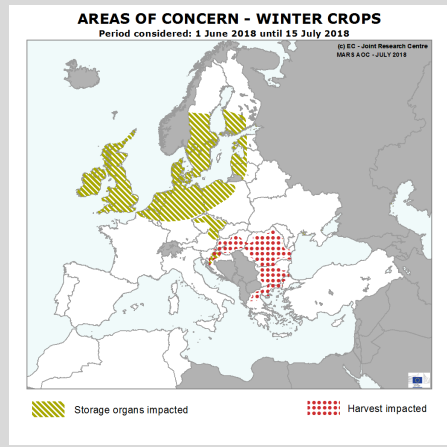 AREAS OF CONCERN - WINTER CROPS
Period considered: 1 June 2018 until 15 July 2018
(c) EC - Joint Research Centre
MARS AOC - JULY 2018
Storage organs impacted
Harvest impacted